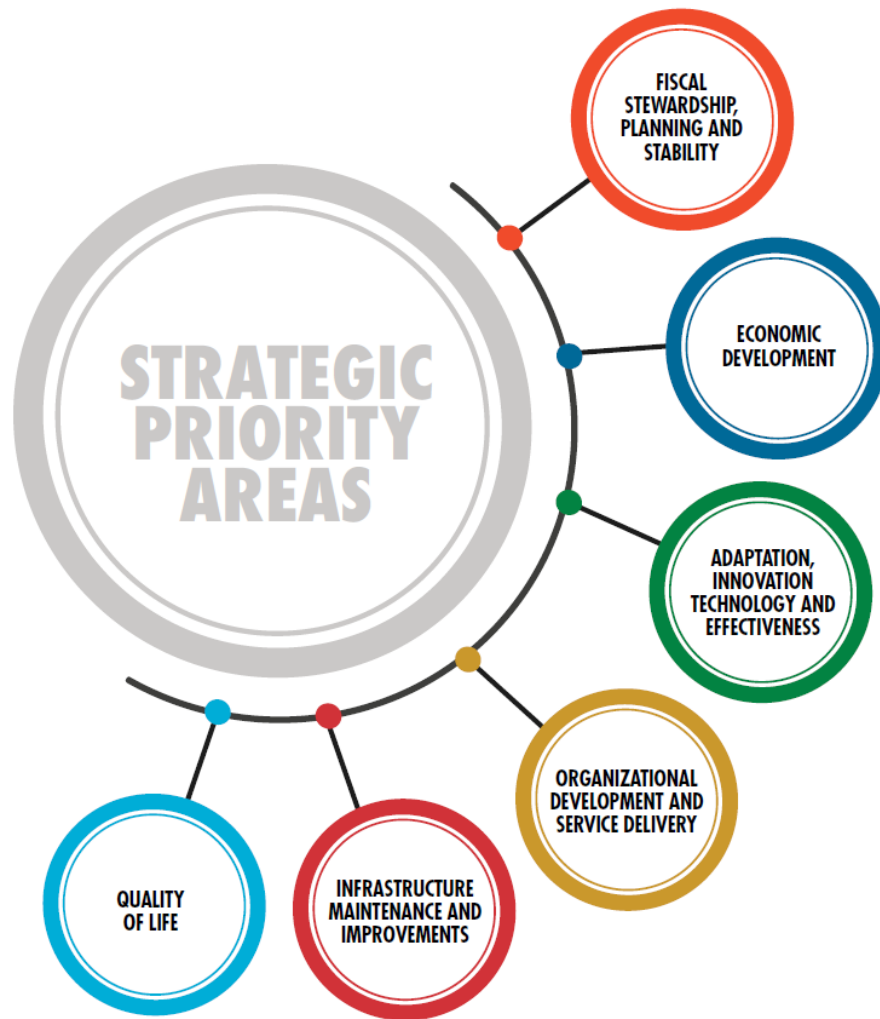 STRATEGIC
PRIORITY
AREAS
FISCAL
STEWARDSHIP,
PLANNING AND
STABILITY
ECONOMIC
DEVELOPMENT
ADAPTATION,
INNOVATION
TECHNOLOGY AND
EFFECTIVENESS
ORGANIZATIONAL
DEVELOPMENT AND
SERVICE DELIVERY
INFRASTRUCTURE
MAINTENANCE AND
IMPROVEMENTS
QUALITY
OF LIFE